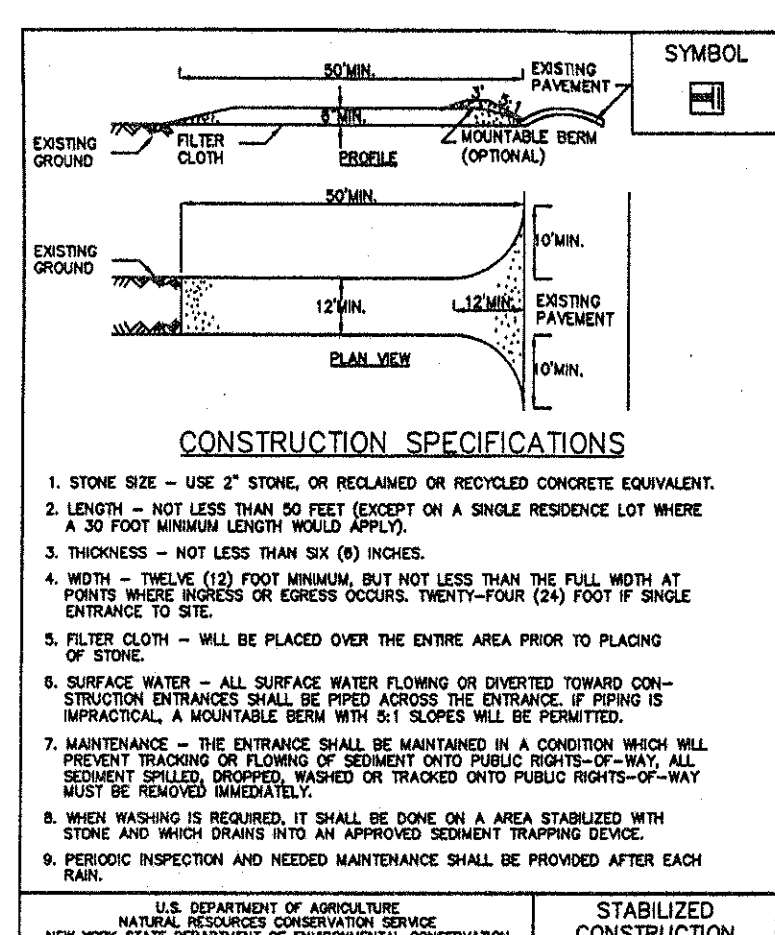 SYMBOL
50'MIN.
EXISTING
PAVEMENT
3'
6'MIN.
EXISTING
GROUND
FILTER
CLOTH
PROFILE
MOUNTABLE BERM
(OPTIONAL)
50'MIN.
10'MIN.
EXISTING
GROUND
12'MIN.
12'MIN.
EXISTING
PAVEMENT
PLAN VIEW
10'MIN.
CONSTRUCTION SPECIFICATIONS
1. STONE SIZE – USE 2" STONE, OR RECLAIMED OR RECYCLED CONCRETE EQUIVALENT.
2. LENGTH – NOT LESS THAN 50 FEET (EXCEPT ON A SINGLE RESIDENCE LOT WHERE
A 30 FOOT MINIMUM LENGTH WOULD APPLY).
3. THICKNESS – NOT LESS THAN SIX (6) INCHES.
4. WIDTH – TWELVE (12) FOOT MINIMUM, BUT NOT LESS THAN THE FULL WIDTH AT
POINTS WHERE INGRESS OR EGRESS OCCURS. TWENTY–FOUR (24) FOOT IF SINGLE
ENTRANCE TO SITE.
5. FILTER CLOTH – WILL BE PLACED OVER THE ENTIRE AREA PRIOR TO PLACING
OF STONE.
6. SURFACE WATER – ALL SURFACE WATER FLOWING OR DIVERTED TOWARD CON–
STRUCTION ENTRANCES SHALL BE PIPED ACROSS THE ENTRANCE. IF PIPING IS
IMPRACTICAL, A MOUNTABLE BERM WITH 5:1 SLOPES WILL BE PERMITTED.
7. MAINTENANCE – THE ENTRANCE SHALL BE MAINTAINED IN A CONDITION WHICH WILL
PREVENT TRACKING OR FLOWING OF SEDIMENT ONTO PUBLIC RIGHTS–OF–WAY, ALL
SEDIMENT SPILLED, DROPPED, WASHED OR TRACKED ONTO PUBLIC RIGHTS–OF–WAY
MUST BE REMOVED IMMEDIATELY.
8. WHEN WASHING IS REQUIRED, IT SHALL BE DONE ON A AREA STABILIZED WITH
STONE AND WHICH DRAINS INTO AN APPROVED SEDIMENT TRAPPING DEVICE.
9. PERIODIC INSPECTION AND NEEDED MAINTENANCE SHALL BE PROVIDED AFTER EACH
RAIN.
U.S. DEPARTMENT OF AGRICULTURE
NATURAL RESOURCES CONSERVATION SERVICE
NEW YORK STATE DEPARTMENT OF ENVIRONMENTAL CONSERVATION
STABILIZED
CONSTRUCTION